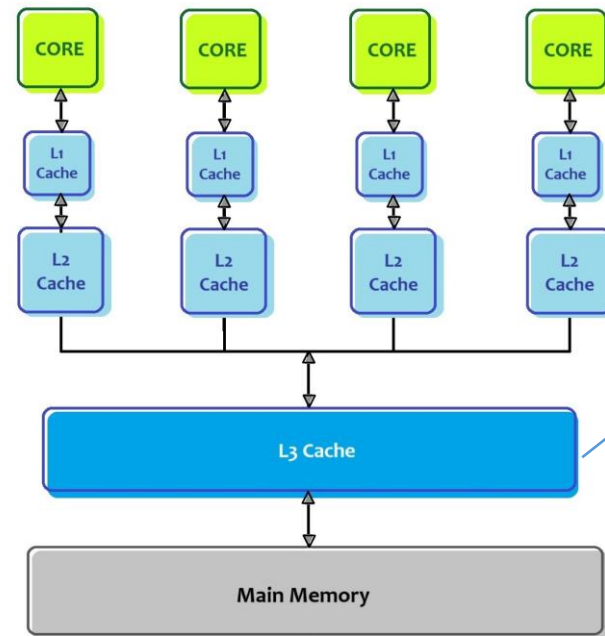 CORE CORE CORE CORE
L1 L1 L1 L1
Cache Cache Cache Cache
L2 L2 L2 L2
Cache Cache Cache Cache
L3 Cache
Main Memory